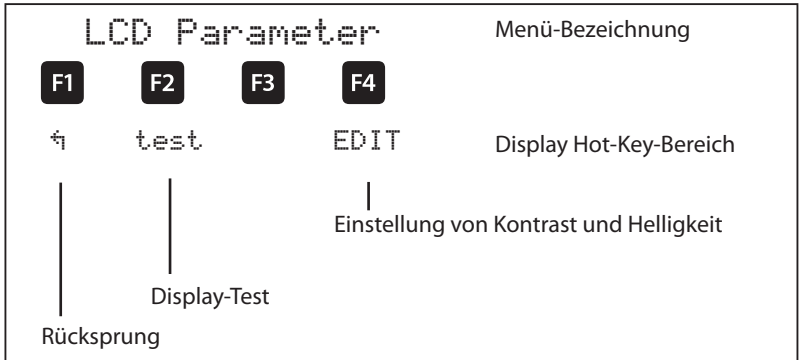 LCD Parameter Menü-Bezeichnung
F1 F2 F3 F4
↰ test EDIT Display Hot-Key-Bereich
Einstellung von Kontrast und Helligkeit
Display-Test
Rücksprung